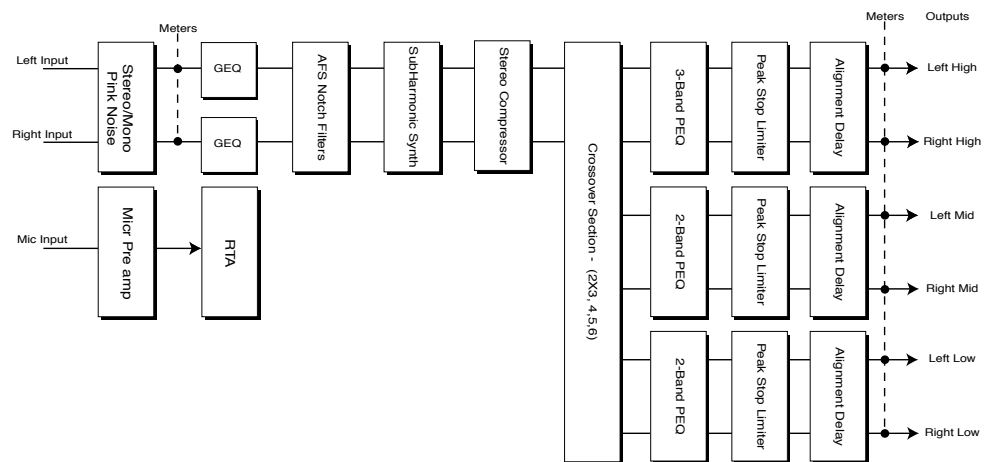 Meters
Left Input
Right Input
Stereo/Mono
Pink Noise
GEQ
GEQ
AFS Notch Filters
SubHarmonic Synth
Stereo Compressor
Crossover Section - (2X3, 4,5,6)
Mic Input
Micr Pre amp
RTA
3-Band PEQ
Peak Stop Limiter
Alignment Delay
2-Band PEQ
Peak Stop Limiter
Alignment Delay
2-Band PEQ
Peak Stop Limiter
Alignment Delay
Meters
Outputs
Left High
Right High
Left Mid
Right Mid
Left Low
Right Low